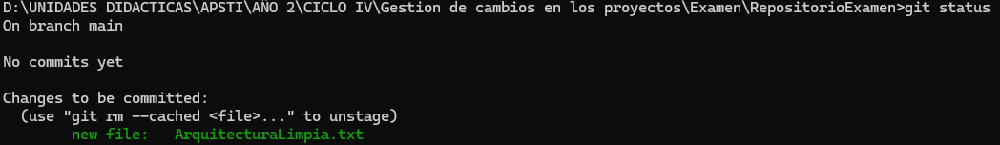 D:\UNIDADES DIDACTICAS\APSTI\AÑO 2\CICLO IV\Gestion de cambios en los proyectos\Examen\RepositorioExamen>git status
On branch main
No commits yet
Changes to be committed:
(use "git rm --cached <file>..." to unstage)
new file: ArquitecturaLimpia.txt